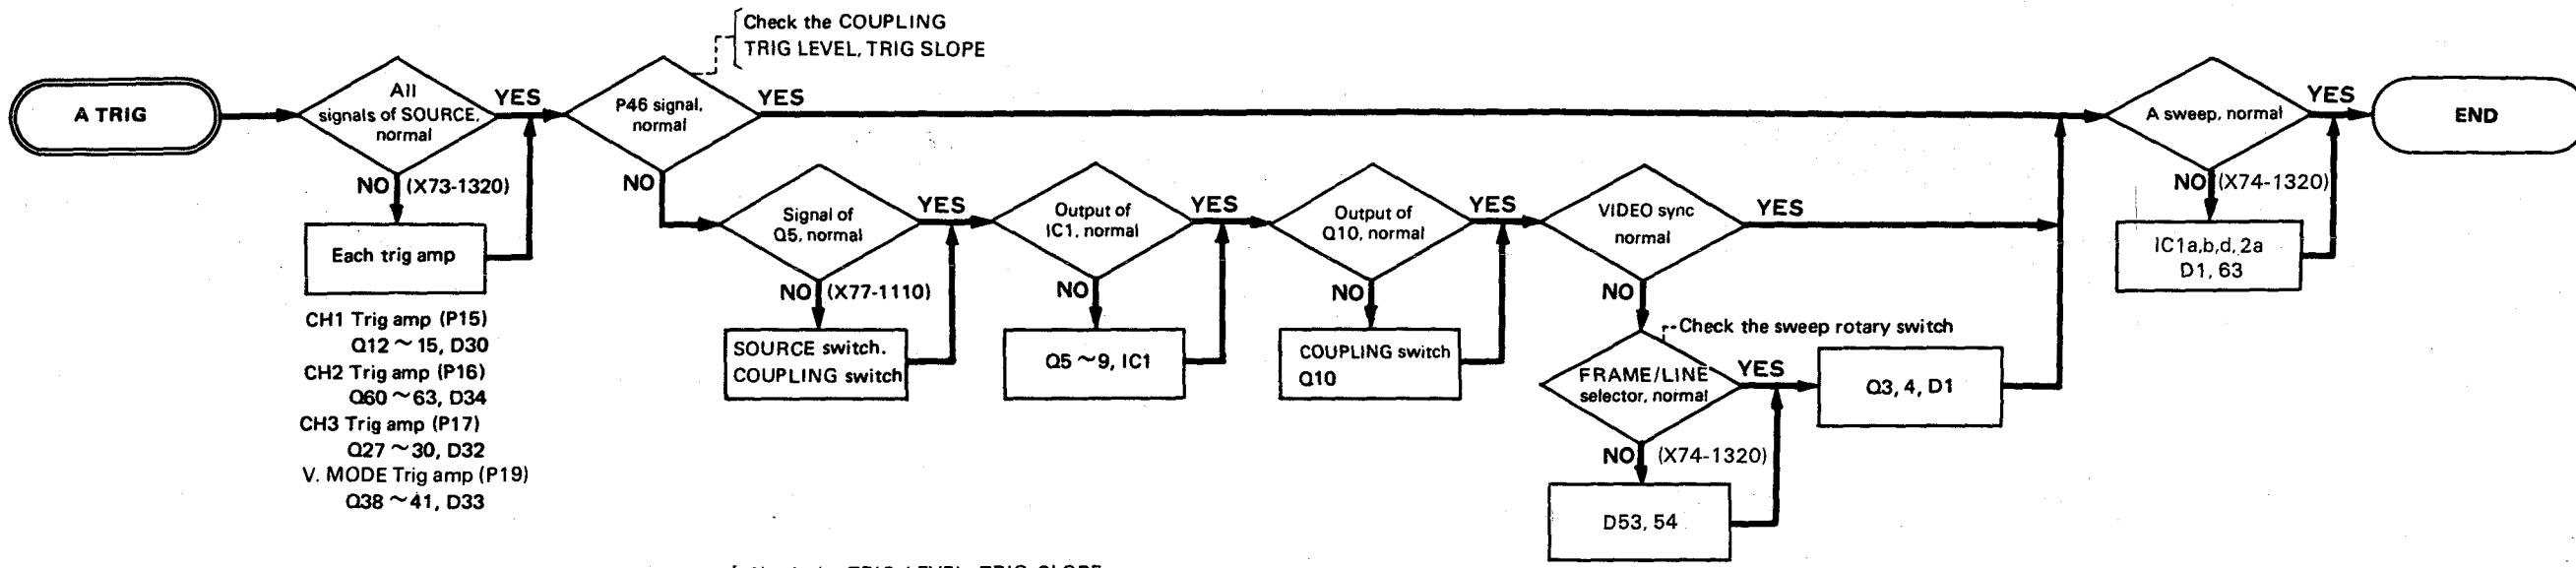 A TRIG
All
signals of SOURCE,
normal
YES
NO
(X73-1320)
Each trig amp
CH1 Trig amp (P15)
Q12 ~ 15, D30
CH2 Trig amp (P16)
Q60 ~ 63, D34
CH3 Trig amp (P17)
Q27 ~ 30, D32
V. MODE Trig amp (P19)
Q38 ~ 41, D33
Check the COUPLING
TRIG LEVEL, TRIG SLOPE
P46 signal,
normal
YES
NO
Signal of
Q5, normal
YES
NO
(X77-1110)
SOURCE switch.
COUPLING switch
Output of
IC1, normal
YES
NO
Q5 ~ 9, IC1
Output of
Q10, normal
YES
NO
COUPLING switch
Q10
VIDEO sync
normal
YES
NO
Check the sweep rotary switch
FRAME/LINE
selector, normal
YES
NO
(X74-1320)
D53, 54
Q3, 4, D1
A sweep, normal
YES
NO
(X74-1320)
IC1a,b,d, 2a
D1, 63
END
TRIG LEVEL, TRIG SLOPE